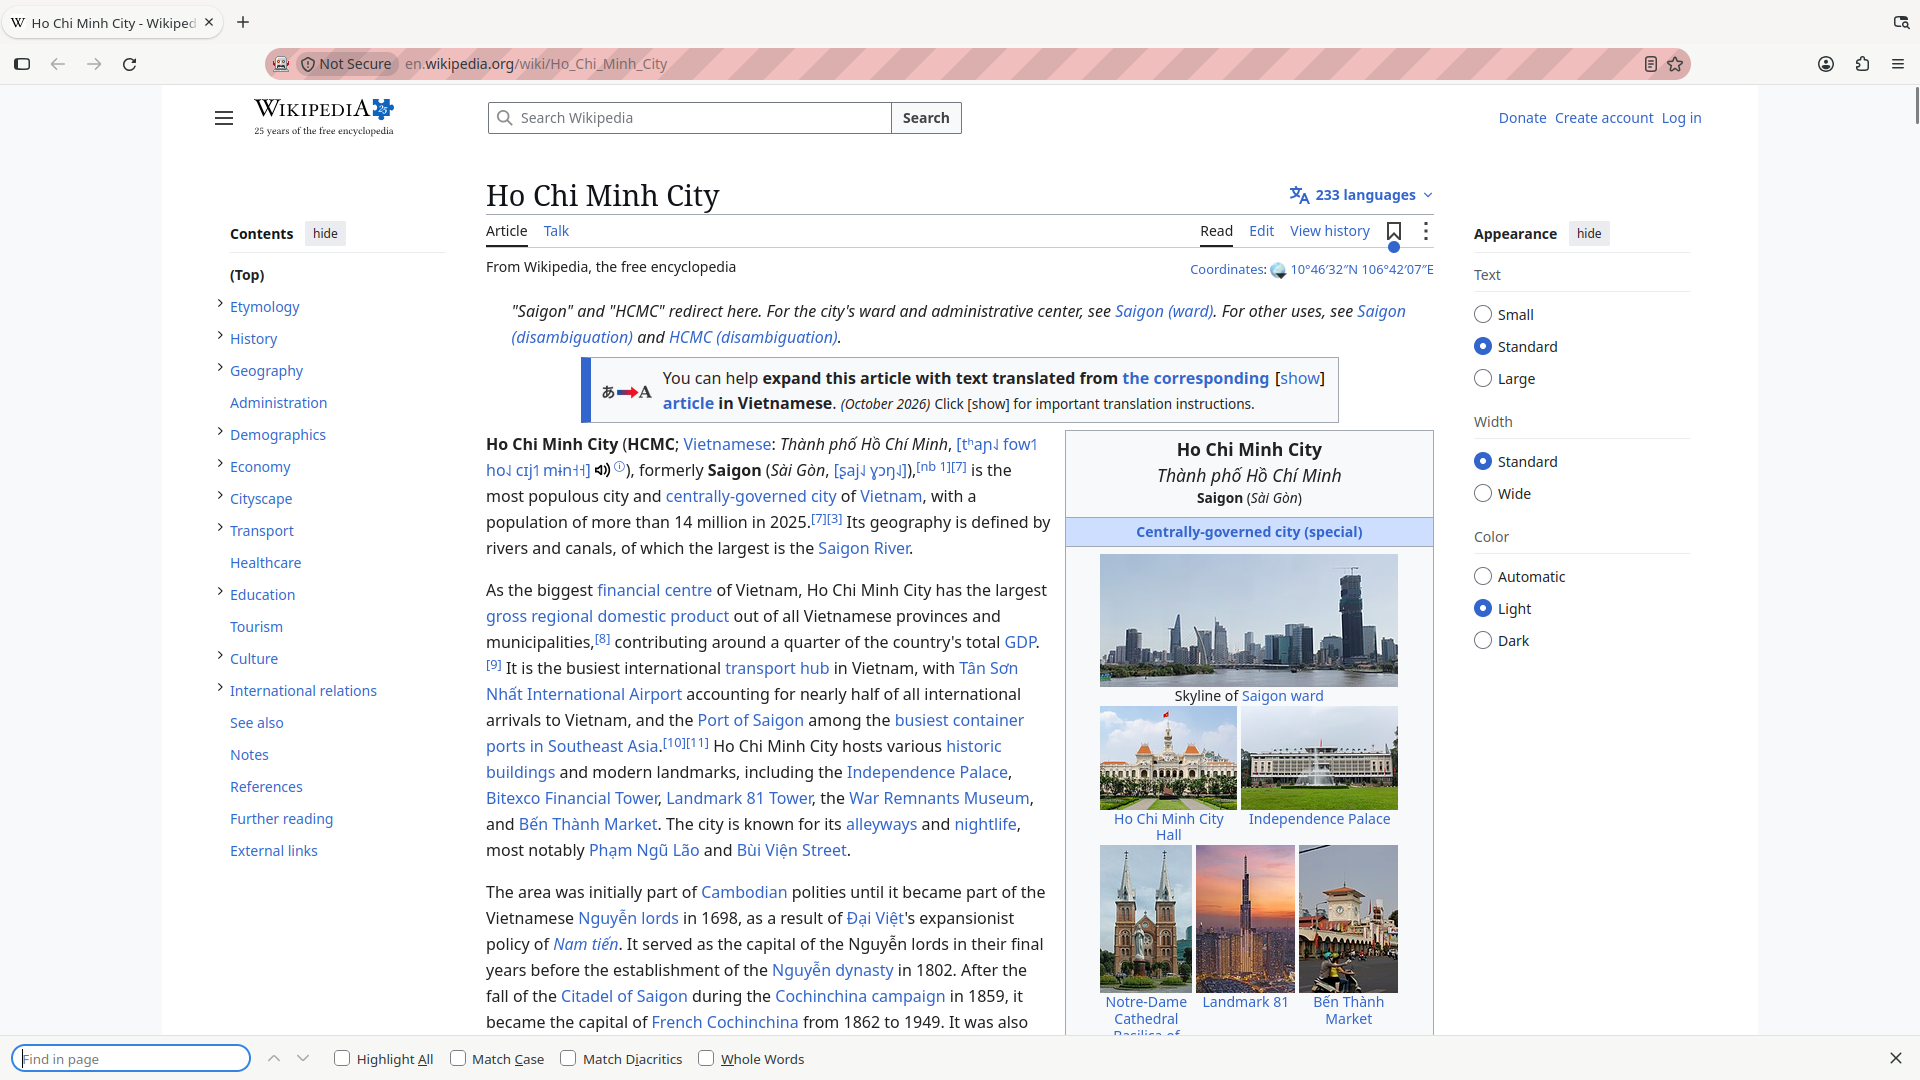 Ho Chi Minh City - Wikiped
Not Secure
en.wikipedia.org/wiki/Ho_Chi_Minh_City
WIKIPEDIA 25
25 years of the free encyclopedia
Search Wikipedia
Search
Donate Create account Log in
Ho Chi Minh City
233 languages
Article Talk
Read Edit View history
From Wikipedia, the free encyclopedia
Coordinates: 10°46′32″N 106°42′07″E
Contents hide
(Top)
Etymology
History
Geography
Administration
Demographics
Economy
Cityscape
Transport
Healthcare
Education
Tourism
Culture
International relations
See also
Notes
References
Further reading
External links
"Saigon" and "HCMC" redirect here. For the city's ward and administrative center, see Saigon (ward). For other uses, see Saigon
(disambiguation) and HCMC (disambiguation).
あ A
You can help expand this article with text translated from the corresponding [show]
article in Vietnamese. (October 2026) Click [show] for important translation instructions.
Ho Chi Minh City (HCMC; Vietnamese: Thành phố Hồ Chí Minh, [tʰajŋ̟˨˩ fow˧˥
ho˨˩ cɪj˧˥ mɨn˧˧]), formerly Saigon (Sài Gòn, [ʂaj˨˩ ɣɔŋ˨˩]),[nb 1][7] is the
most populous city and centrally-governed city of Vietnam, with a
population of more than 14 million in 2025.[7][3] Its geography is defined by
rivers and canals, of which the largest is the Saigon River.
As the biggest financial centre of Vietnam, Ho Chi Minh City has the largest
gross regional domestic product out of all Vietnamese provinces and
municipalities,[8] contributing around a quarter of the country's total GDP.
[9] It is the busiest international transport hub in Vietnam, with Tân Sơn
Nhất International Airport accounting for nearly half of all international
arrivals to Vietnam, and the Port of Saigon among the busiest container
ports in Southeast Asia.[10][11] Ho Chi Minh City hosts various historic
buildings and modern landmarks, including the Independence Palace,
Bitexco Financial Tower, Landmark 81 Tower, the War Remnants Museum,
and Bến Thành Market. The city is known for its alleyways and nightlife,
most notably Phạm Ngũ Lão and Bùi Viện Street.
The area was initially part of Cambodian polities until it became part of the
Vietnamese Nguyễn lords in 1698, as a result of Đại Việt's expansionist
policy of Nam tiến. It served as the capital of the Nguyễn lords in their final
years before the establishment of the Nguyễn dynasty in 1802. After the
fall of the Citadel of Saigon during the Cochinchina campaign in 1859, it
became the capital of French Cochinchina from 1862 to 1949. It was also
Ho Chi Minh City
Thành phố Hồ Chí Minh
Saigon (Sài Gòn)
Centrally-governed city (special)
Skyline of Saigon ward
Ho Chi Minh City
Hall
Independence Palace
Notre-Dame
Cathedral
Basilica of
Landmark 81
Bến Thành
Market
Appearance hide
Text
Small
Standard
Large
Width
Standard
Wide
Color
Automatic
Light
Dark
Find in page
Highlight All
Match Case
Match Diacritics
Whole Words